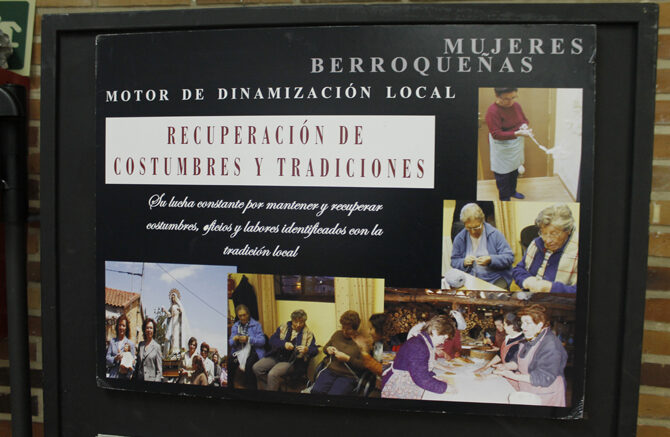 MUJERES
BERROQUEÑAS
MOTOR DE DINAMIZACIÓN LOCAL
RECUPERACIÓN DE
COSTUMBRES Y TRADICIONES
Su lucha constante por mantener y recuperar
costumbres, oficios y labores identificados con la
tradición local